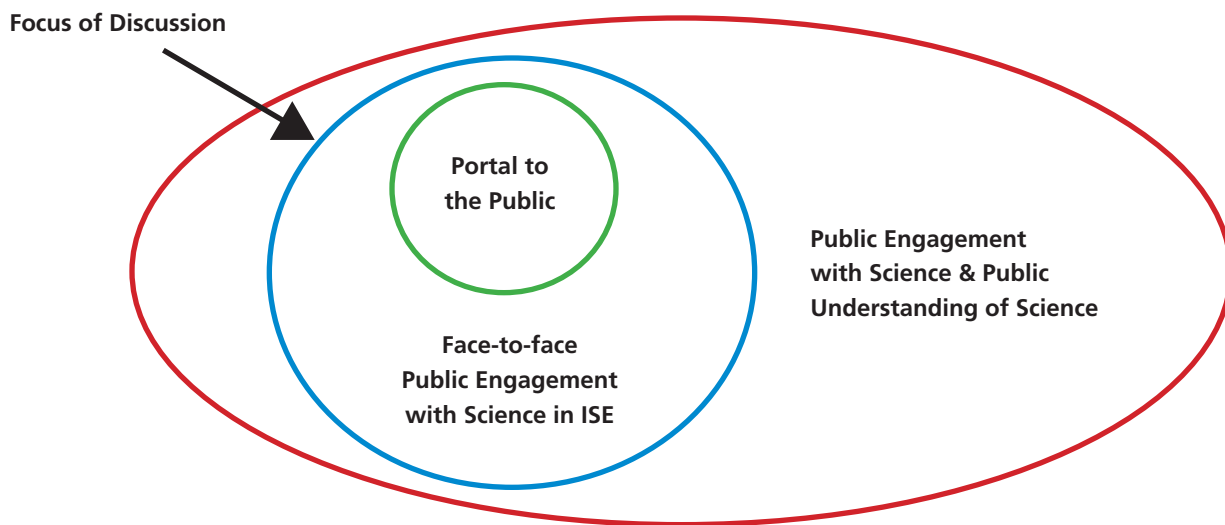 Focus of Discussion
Portal to
the Public
Public Engagement
with Science & Public
Understanding of Science
Face-to-face
Public Engagement
with Science in ISE